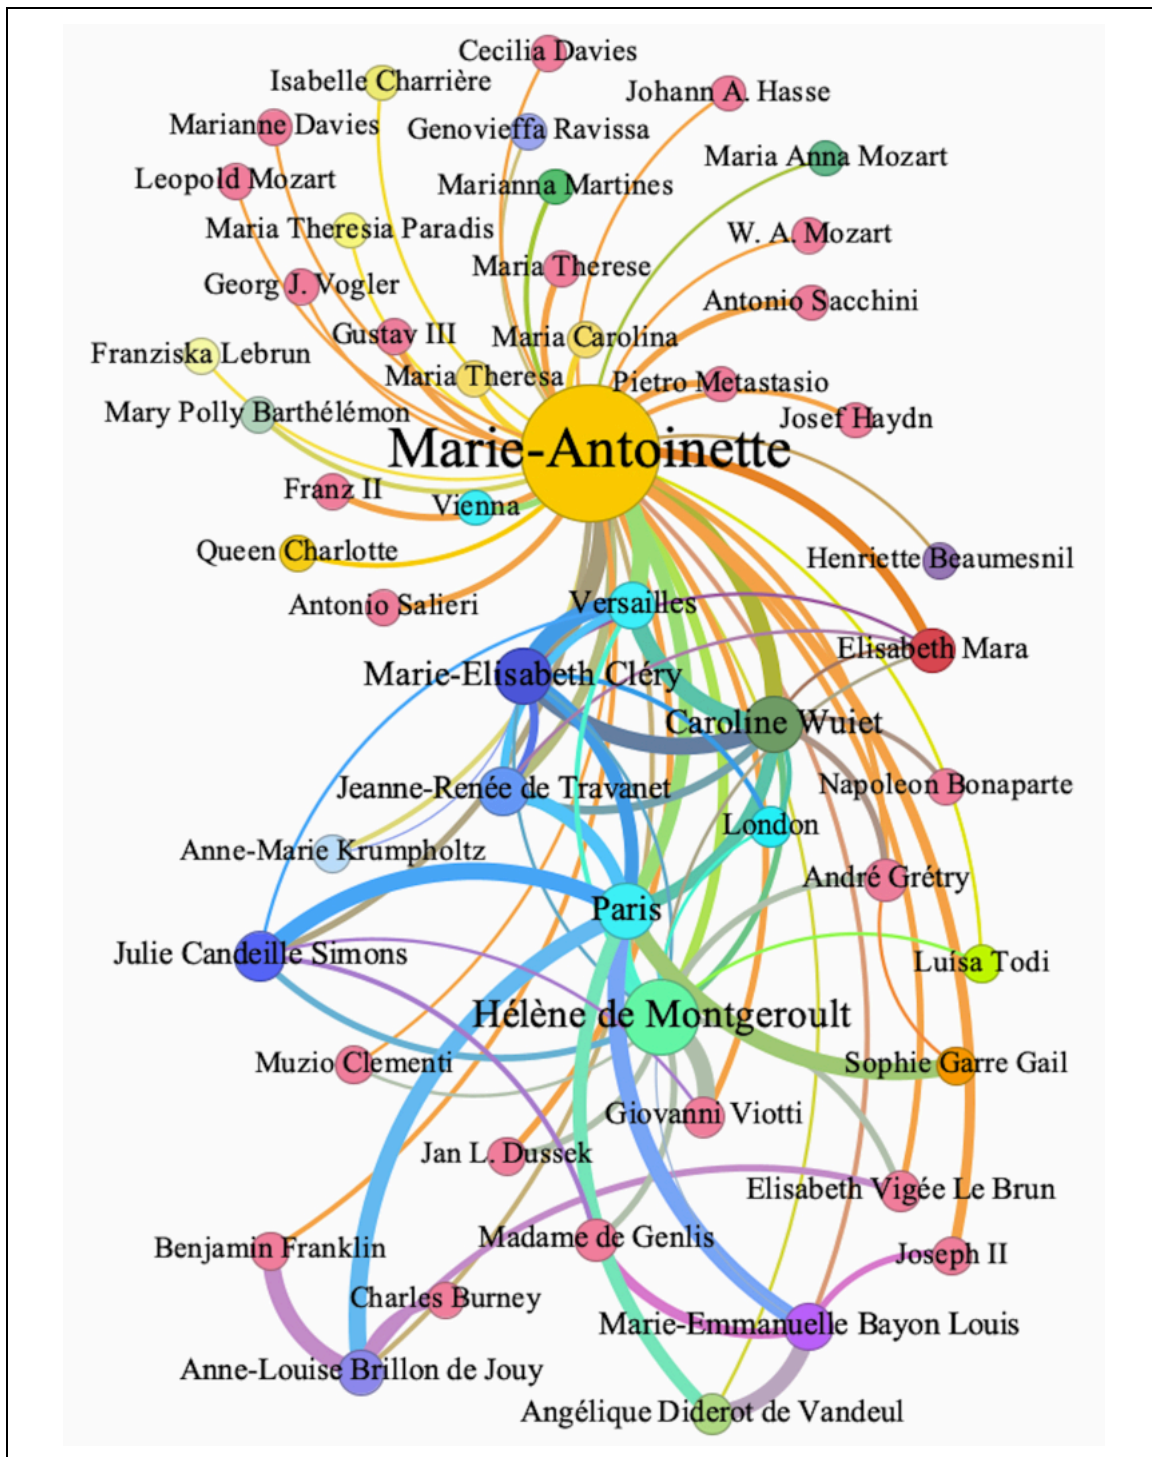 Cecilia Davies
Isabelle Charrière
Johann A. Hasse
Marianne Davies
Genovieffa Ravissa
Maria Anna Mozart
Leopold Mozart
Marianna Martines
Maria Theresia Paradis
W. A. Mozart
Maria Therese
Georg J. Vogler
Antonio Sacchini
Gustav III
Maria Carolina
Franziska Lebrun
Maria Theresa
Pietro Metastasio
Mary Polly Barthélémon
Josef Haydn
Marie-Antoinette
Franz II
Vienna
Queen Charlotte
Henriette Beaumesnil
Antonio Salieri
Versailles
Elisabeth Mara
Marie-Elisabeth Cléry
Caroline Wuiet
Jeanne-Renée de Travanet
Napoleon Bonaparte
London
Anne-Marie Krumpholtz
André Grétry
Paris
Julie Candeille Simons
Luísa Todi
Hélène de Montgeroult
Muzio Clementi
Sophie Garre Gail
Giovanni Viotti
Jan L. Dussek
Elisabeth Vigée Le Brun
Madame de Genlis
Benjamin Franklin
Joseph II
Charles Burney
Marie-Emmanuelle Bayon Louis
Anne-Louise Brillon de Jouy
Angélique Diderot de Vandeul